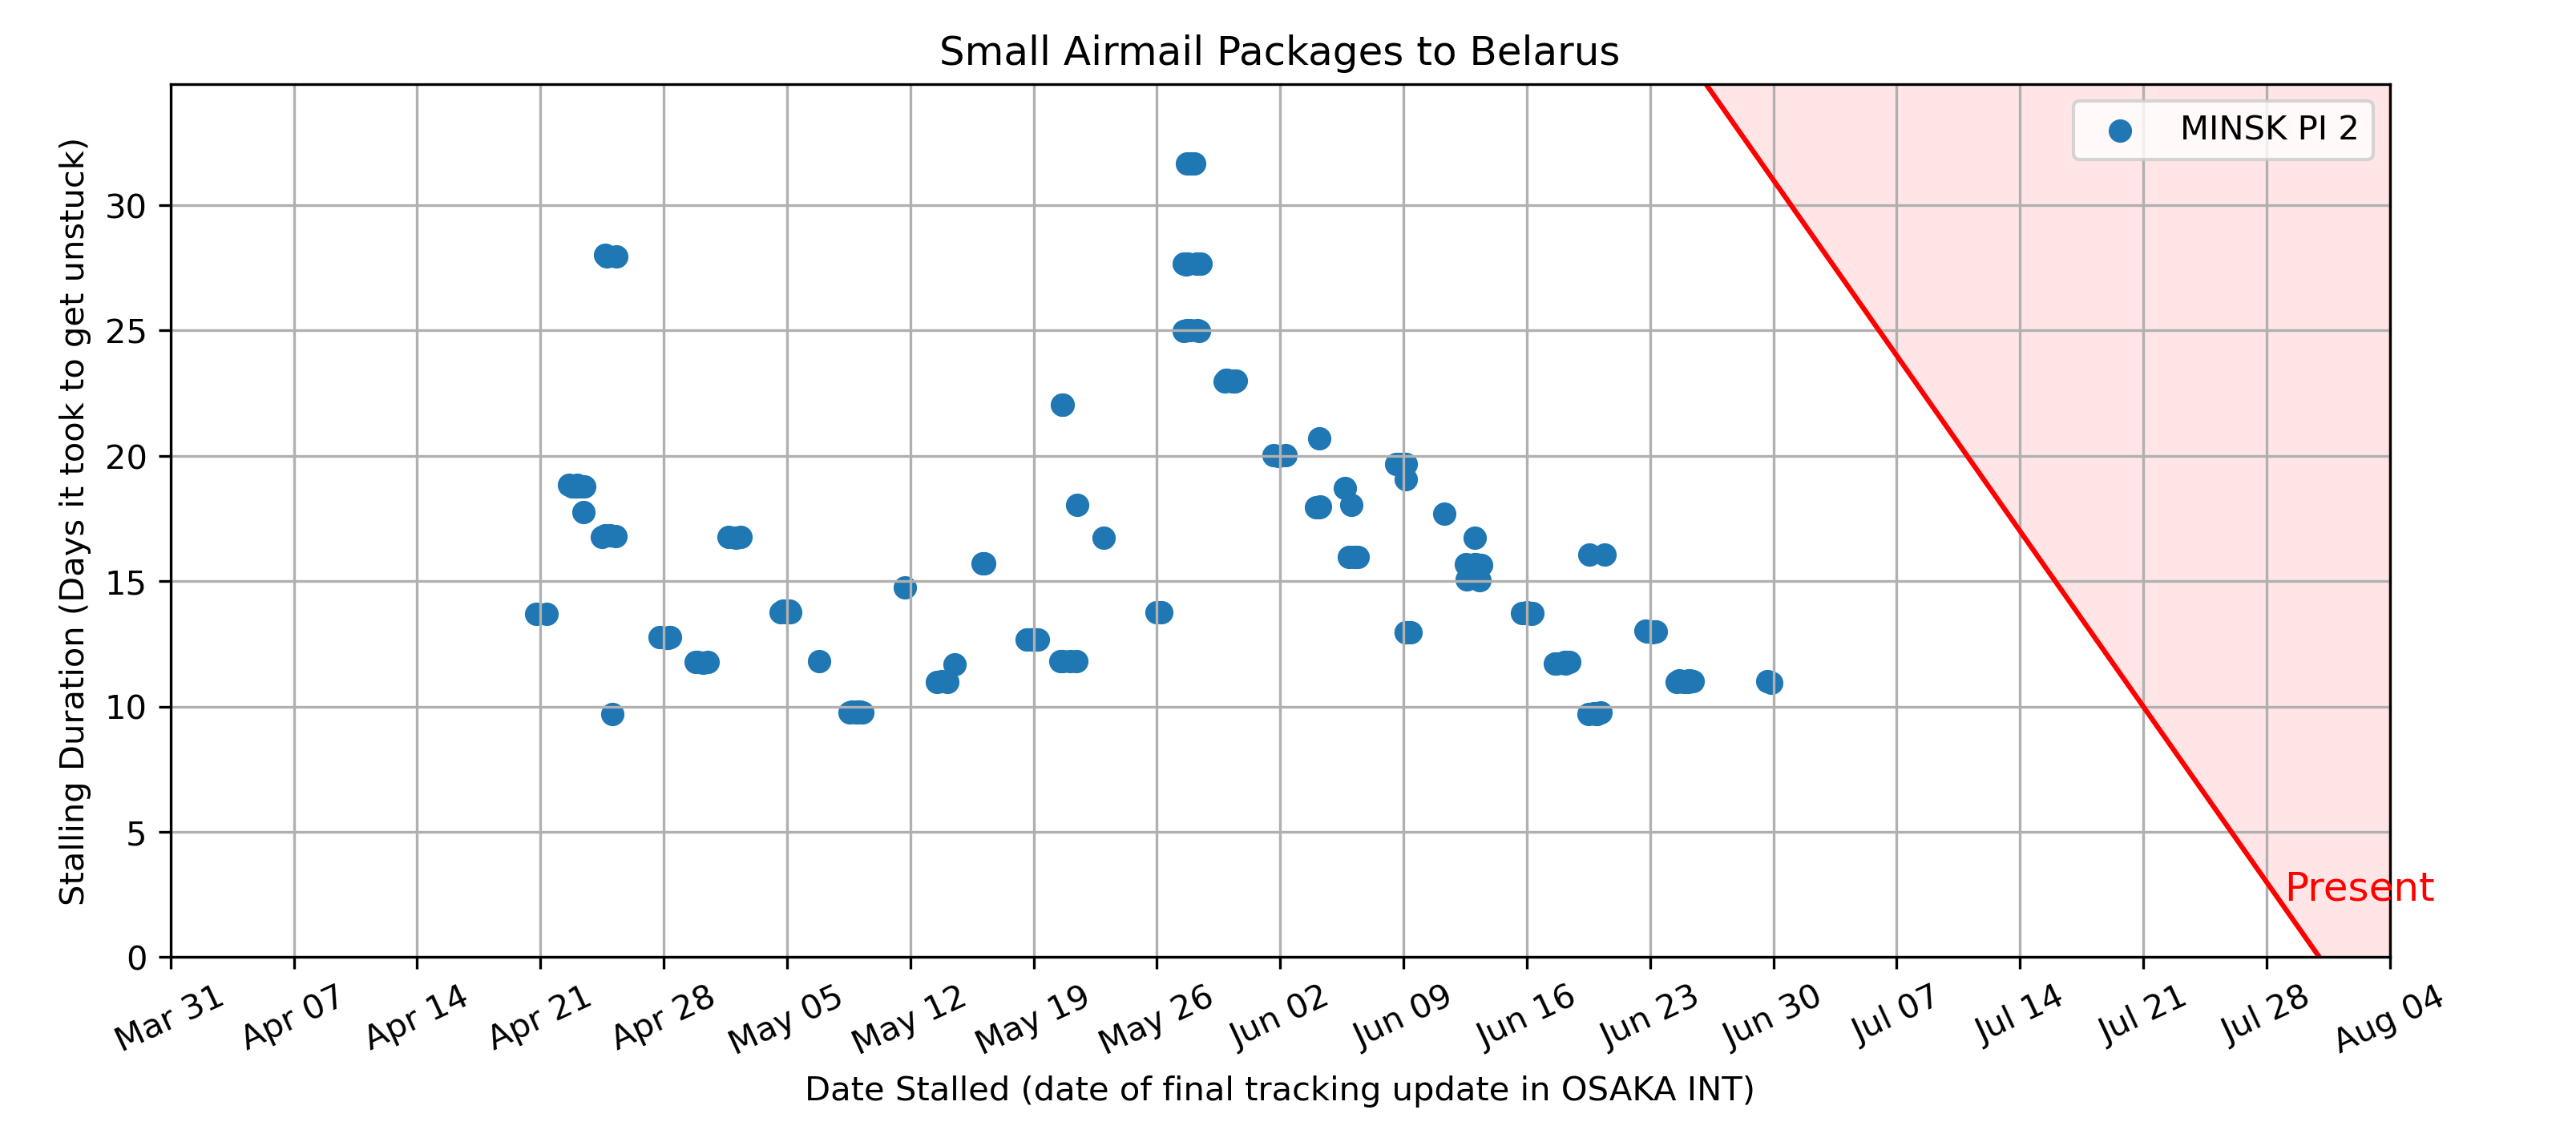 Small Airmail Packages to Belarus
MINSK PI 2
Stalling Duration (Days it took to get unstuck)
30
25
20
15
10
5
0
Present
Mar 31 Apr 07 Apr 14 Apr 21 Apr 28 May 05 May 12 May 19 May 26 Jun 02 Jun 09 Jun 16 Jun 23 Jun 30 Jul 07 Jul 14 Jul 21 Jul 28 Aug 04
Date Stalled (date of final tracking update in OSAKA INT)